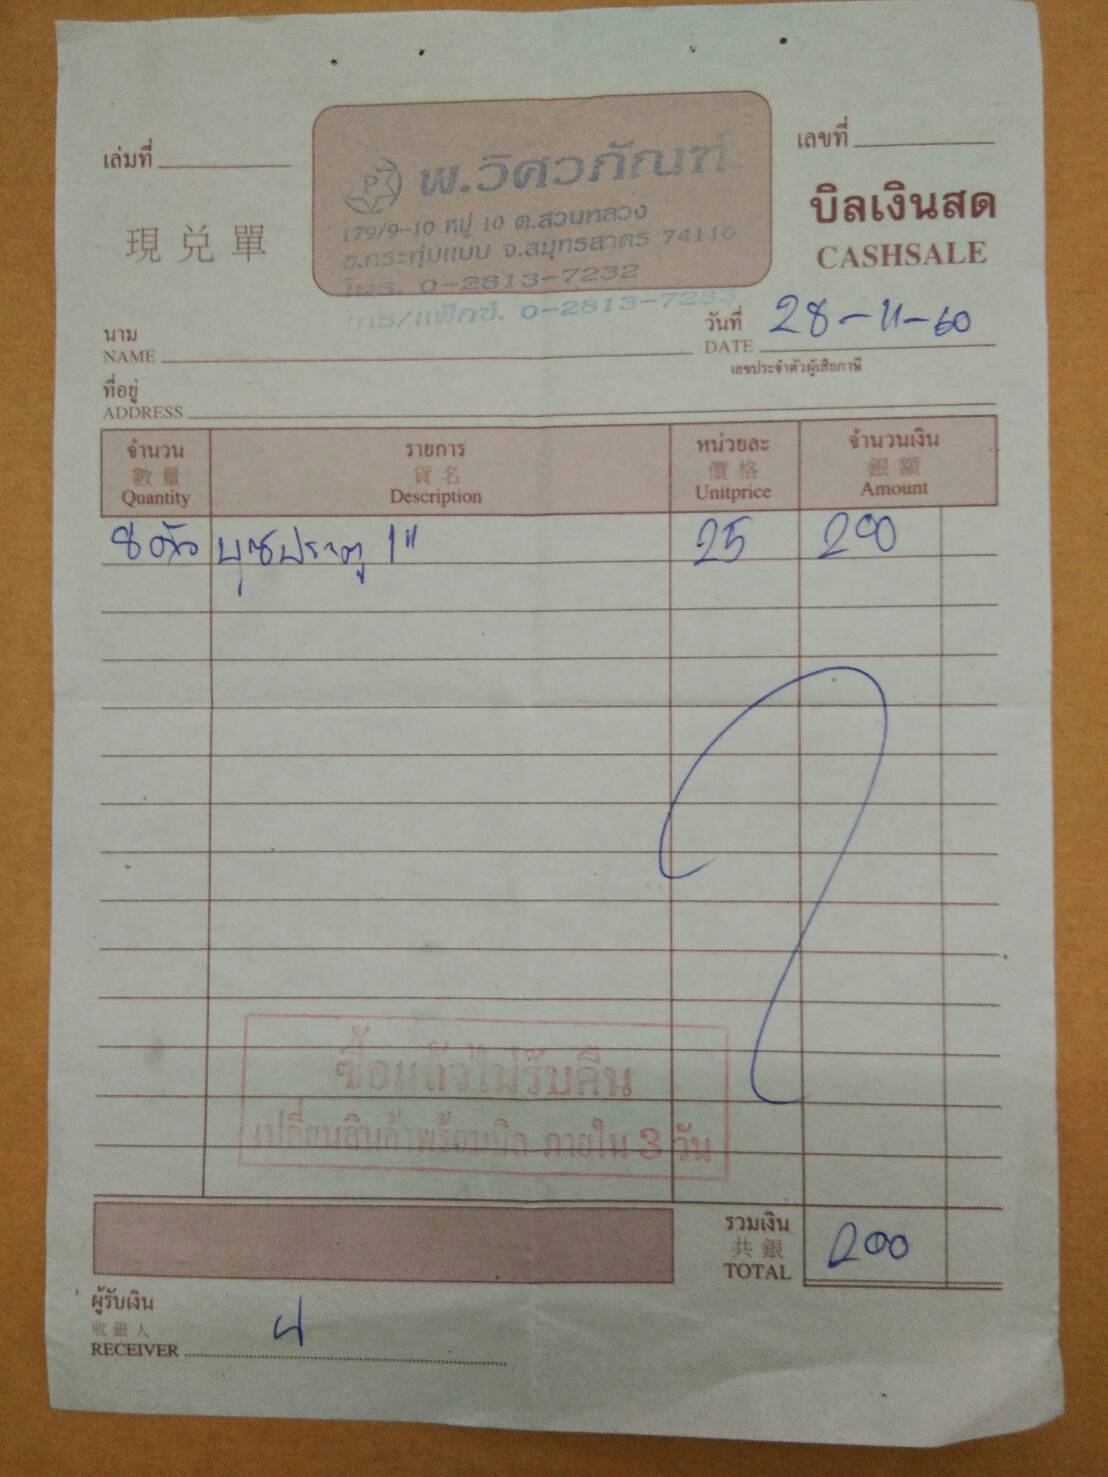 เล่มที่
เลขที่
現兑單
P พ.วิศวภัณฑ์
179/9-10 หมู่ 10 ต.สวนหลวง
อ.กระทุ่มแบน จ.สมุทรสาคร 74110
โทร. 0-2813-7232
โทร/แฟ็กซ์. 0-2813-7233
บิลเงินสด
CASHSALE
นาม
NAME
วันที่ 28-11-60
DATE
เลขประจำตัวผู้เสียภาษี
ที่อยู่
ADDRESS
จำนวน รายการ หน่วยละ จำนวนเงิน
數量 貨名 價格 銀額
Quantity Description Unitprice Amount
8 ตัว บุชประตู 1" 25 200
ซื้อแล้วไม่รับคืน
เปลี่ยนสินค้าพร้อมบิล ภายใน 3 วัน
รวมเงิน
共銀
TOTAL 200
ผู้รับเงิน
收銀人
RECEIVER